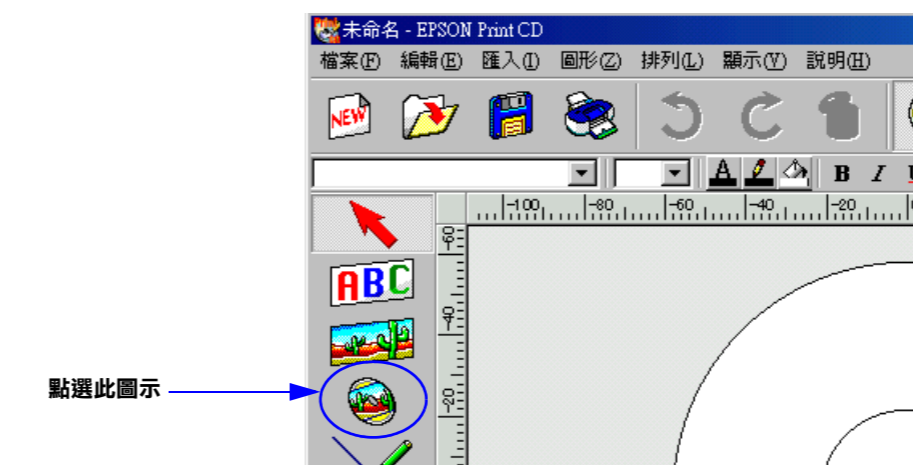 未命名 - EPSON Print CD
檔案(F) 編輯(E) 匯入(I) 圖形(Z) 排列(L) 顯示(V) 說明(H)
NEW
A B I
-100 -80 -60 -40 -20
-60
ABC
-40
點選此圖示
-20